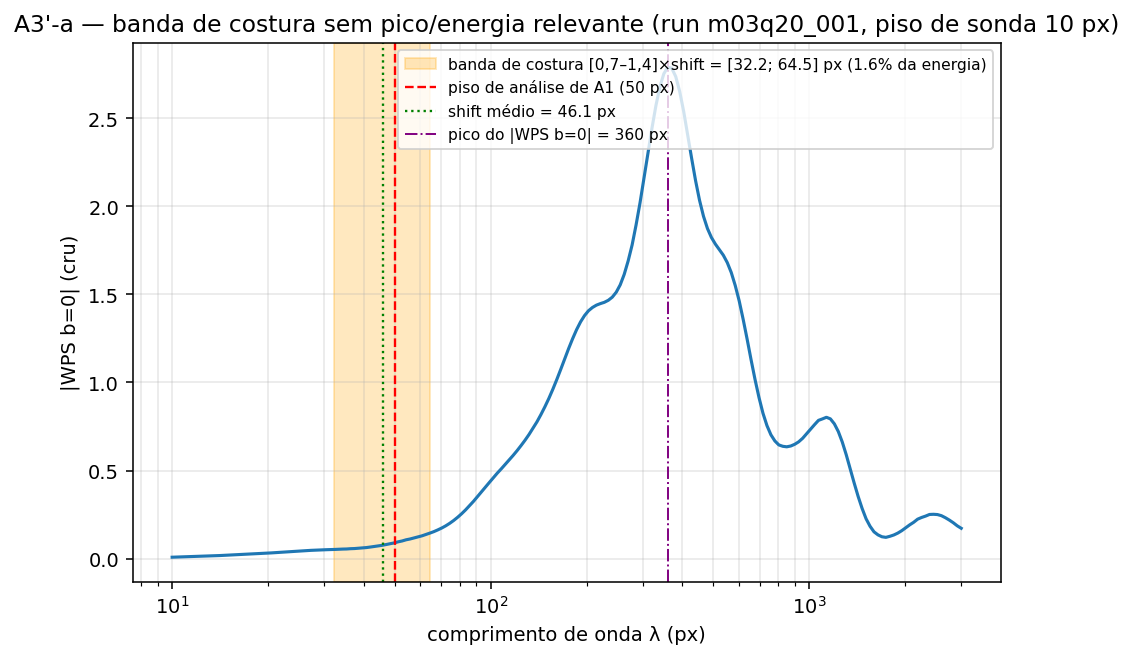 A3'-a — banda de costura sem pico/energia relevante (run m03q20_001, piso de sonda 10 px)
banda de costura [0,7–1,4]×shift = [32.2; 64.5] px (1.6% da energia)
piso de análise de A1 (50 px)
shift médio = 46.1 px
pico do |WPS b=0| = 360 px
|WPS b=0| (cru)
2.5
2.0
1.5
1.0
0.5
0.0
10¹
10²
10³
comprimento de onda λ (px)